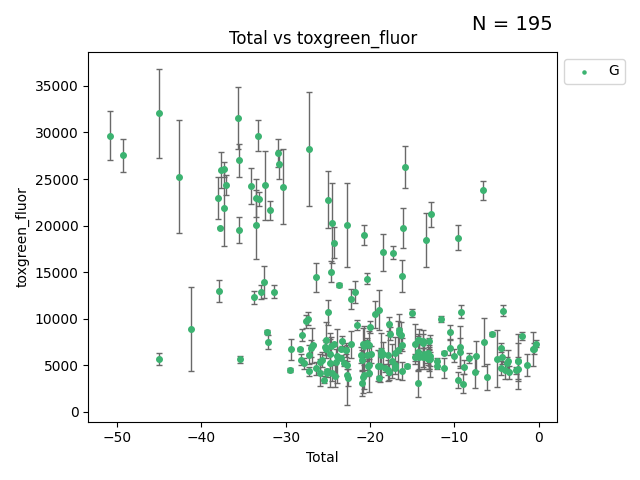 N = 195
Total vs toxgreen_fluor
G
toxgreen_fluor
35000
30000
25000
20000
15000
10000
5000
0
−50 −40 −30 −20 −10 0
Total